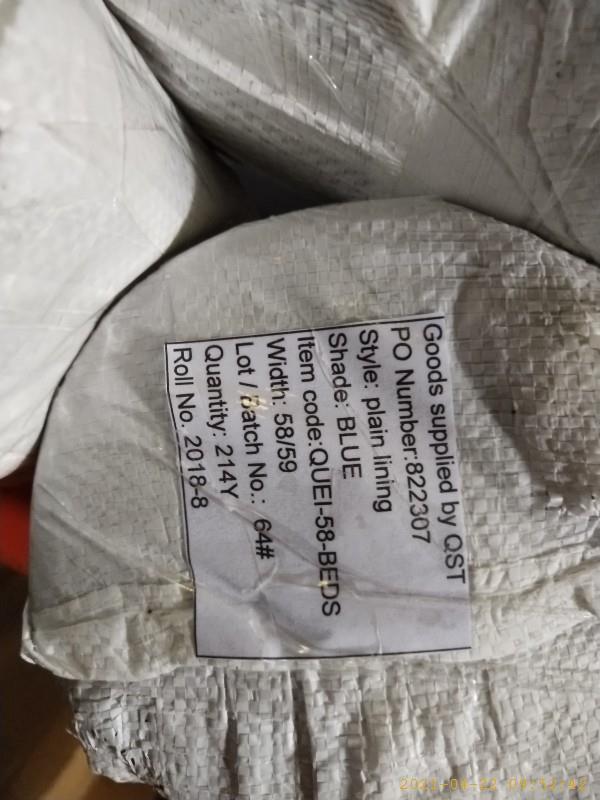 Goods supplied by QST
PO Number:822307
Style: plain lining
Shade: BLUE
Item code:QUEI-58-BEDS
Width: 58/59
Lot / Batch No.: 64#
Quantity: 214Y
Roll No. 2018-8